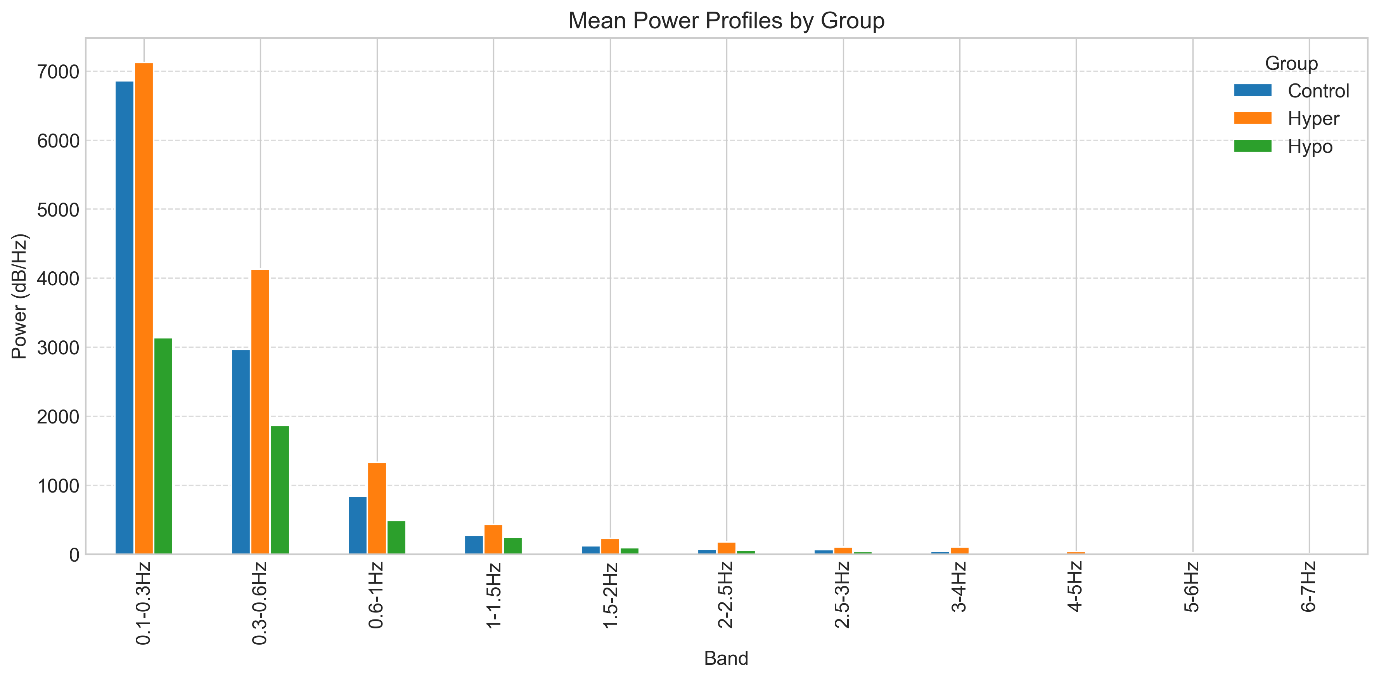 Mean Power Profiles by Group
Power (dB/Hz)
7000
6000
5000
4000
3000
2000
1000
0
Group
Control
Hyper
Hypo
0.1-0.3Hz
0.3-0.6Hz
0.6-1Hz
1-1.5Hz
1.5-2Hz
2-2.5Hz
2.5-3Hz
3-4Hz
4-5Hz
5-6Hz
6-7Hz
Band